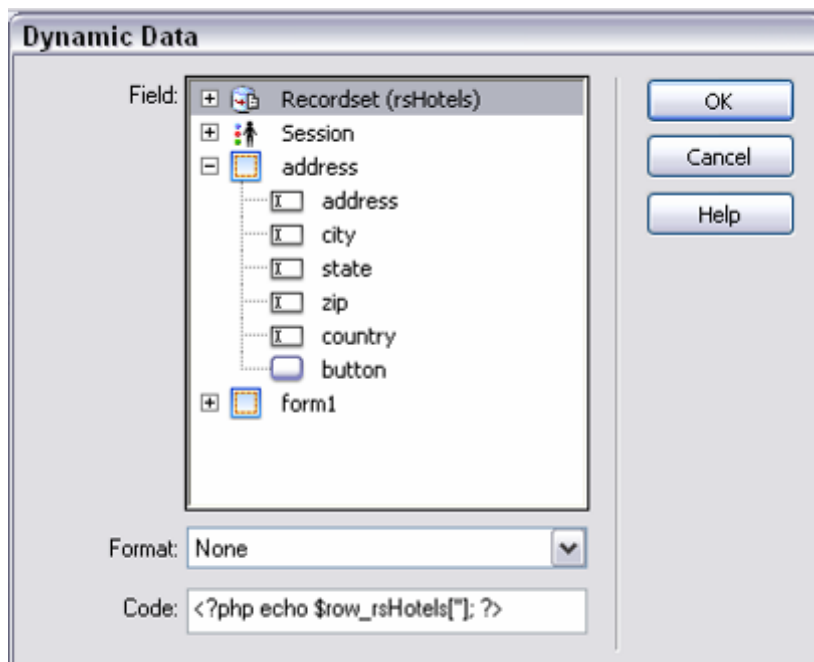 Dynamic Data
Field:
Recordset (rsHotels)
Session
address
address
city
state
zip
country
button
form1
OK
Cancel
Help
Format: None
Code: <?php echo $row_rsHotels['']; ?>